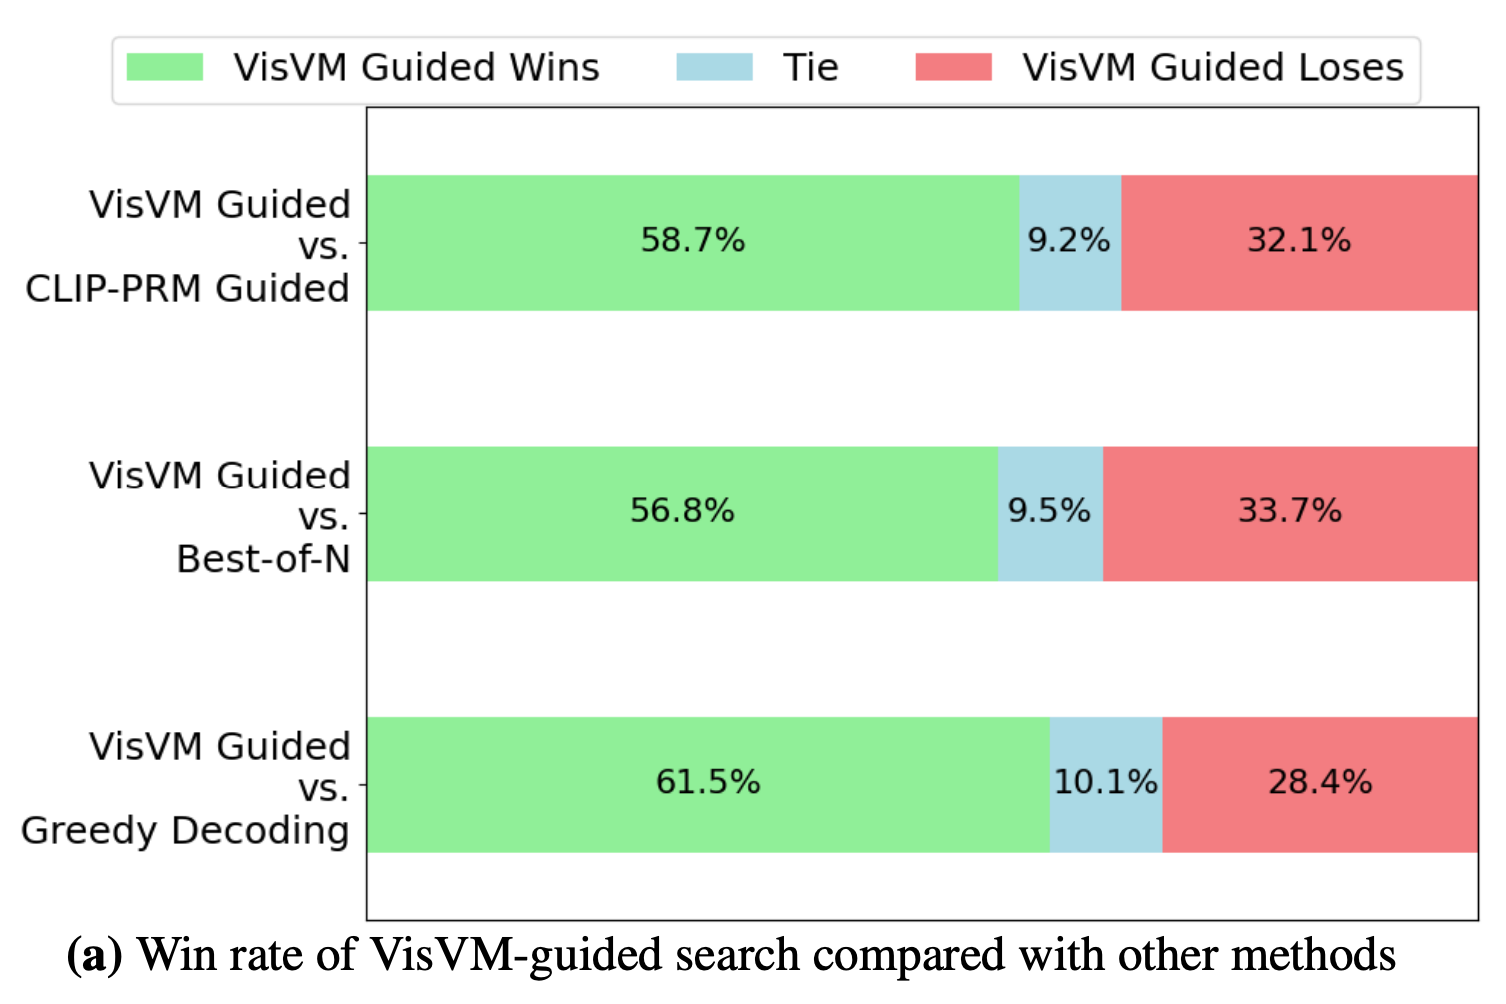 VisVM Guided Wins Tie VisVM Guided Loses
VisVM Guided
vs.
CLIP-PRM Guided
58.7% 9.2% 32.1%
VisVM Guided
vs.
Best-of-N
56.8% 9.5% 33.7%
VisVM Guided
vs.
Greedy Decoding
61.5% 10.1% 28.4%
(a) Win rate of VisVM-guided search compared with other methods